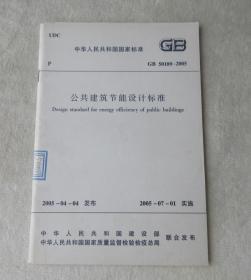 UDC
中华人民共和国国家标准
GB
P
GB 50189-2005
公共建筑节能设计标准
Design standard for energy efficiency of public buildings
2005-04-04 发布
2005-07-01 实施
中华人民共和国建设部
中华人民共和国国家质量监督检验检疫总局
联合发布